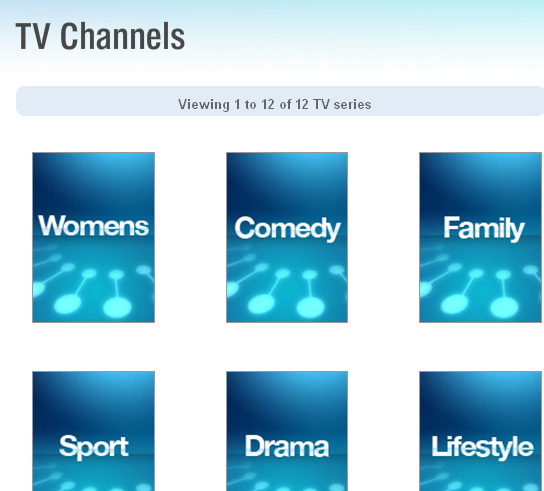 TV Channels
Viewing 1 to 12 of 12 TV series
Womens
Comedy
Family
Sport
Drama
Lifestyle